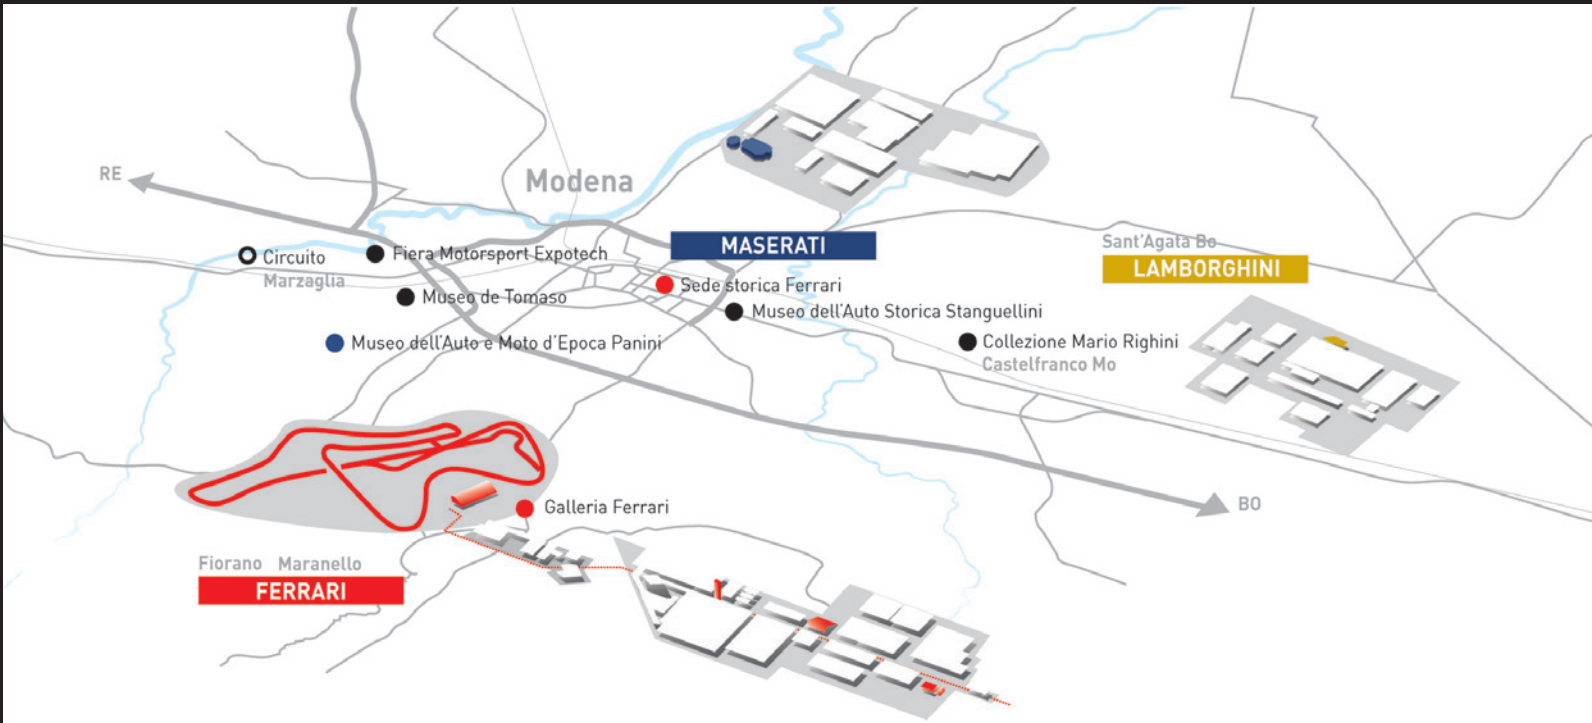 RE
Modena
MASERATI
Sant'Agata Bo
LAMBORGHINI
Circuito
Marzaglia
Fiera Motorsport Expotech
Museo de Tomaso
Sede storica Ferrari
Museo dell'Auto Storica Stanguellini
Museo dell'Auto e Moto d'Epoca Panini
Collezione Mario Righini
Castelfranco Mo
BO
Galleria Ferrari
Fiorano Maranello
FERRARI